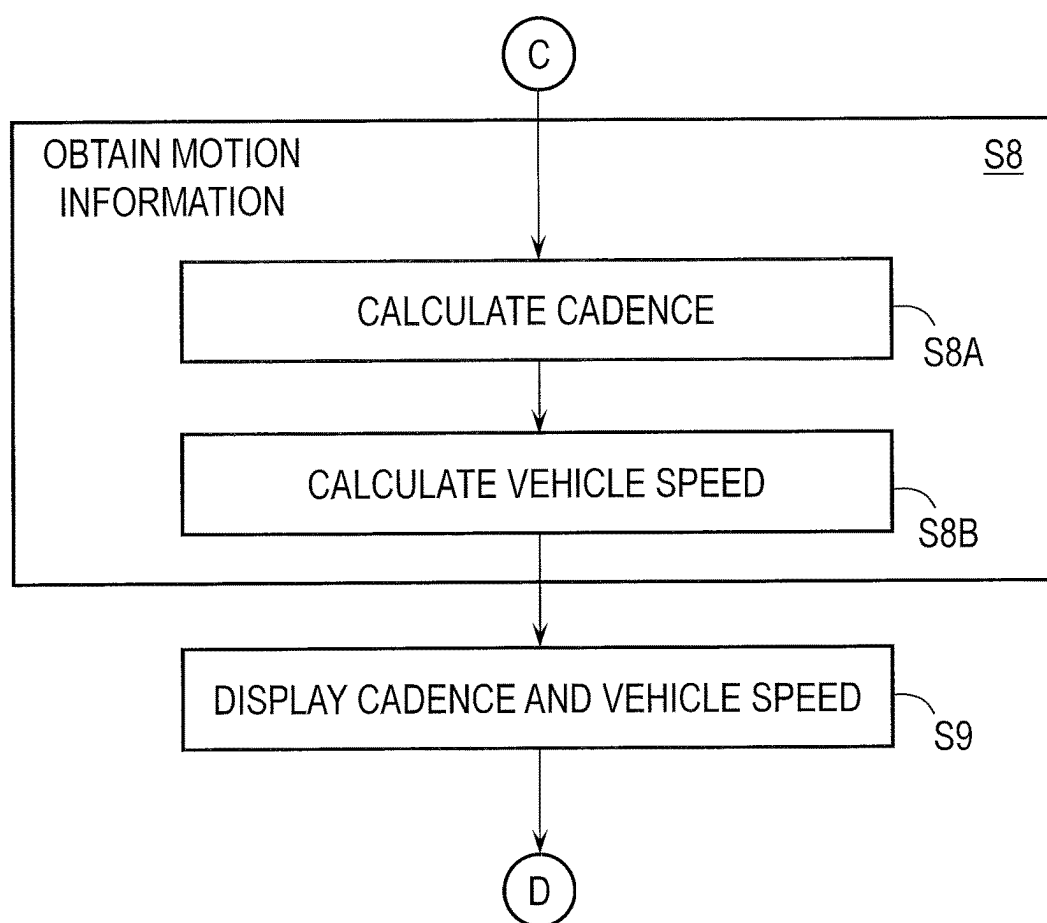 C
OBTAIN MOTION
INFORMATION
S8
CALCULATE CADENCE
S8A
CALCULATE VEHICLE SPEED
S8B
DISPLAY CADENCE AND VEHICLE SPEED
S9
D